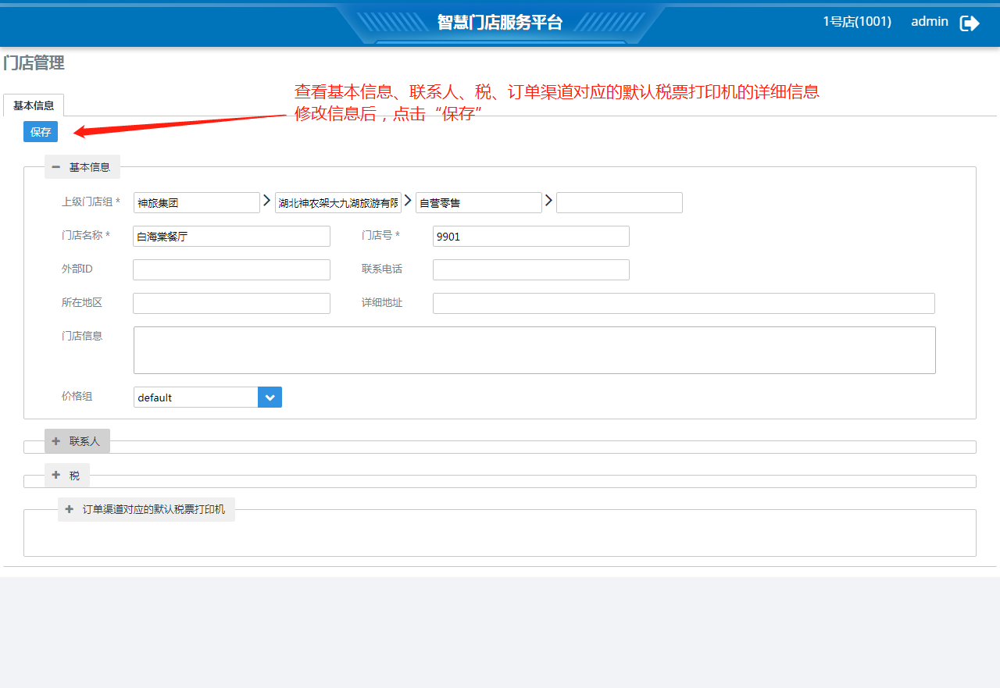 智慧门店服务平台
1号店(1001) admin
门店管理
查看基本信息、联系人、税、订单渠道对应的默认税票打印机的详细信息
修改信息后，点击“保存”
基本信息
保存
基本信息
上级门店组 * 神旅集团 湖北神农架大九湖旅游有限 自营零售
门店名称 * 白海棠餐厅 门店号 * 9901
外部ID 联系电话
所在地区 详细地址
门店信息
价格组 default
联系人
税
订单渠道对应的默认税票打印机